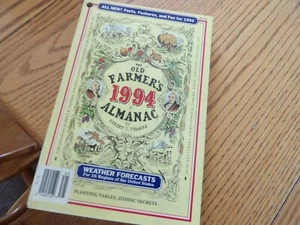 ALL NEW! Facts, Features, and Fun for 1994
THE
OLD
FARMER'S
1994
ALMANAC
ROBERT B. THOMAS
WEATHER FORECASTS
For 16 Regions of the United States
PLANTING TABLES, ZODIAC SECRETS